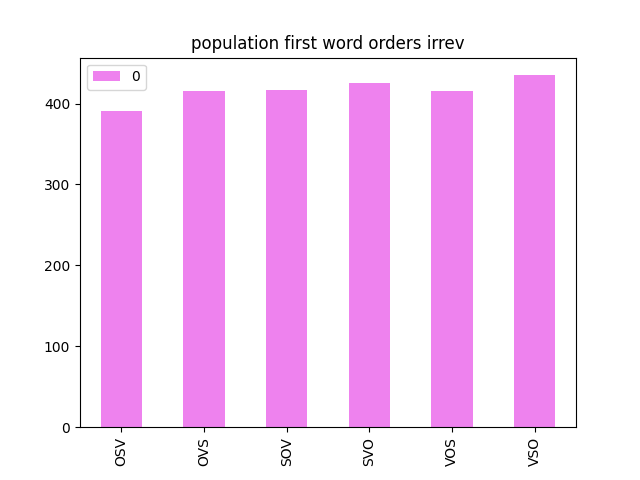 population first word orders irrev
0
400
300
200
100
0
OSV
OVS
SOV
SVO
VOS
VSO